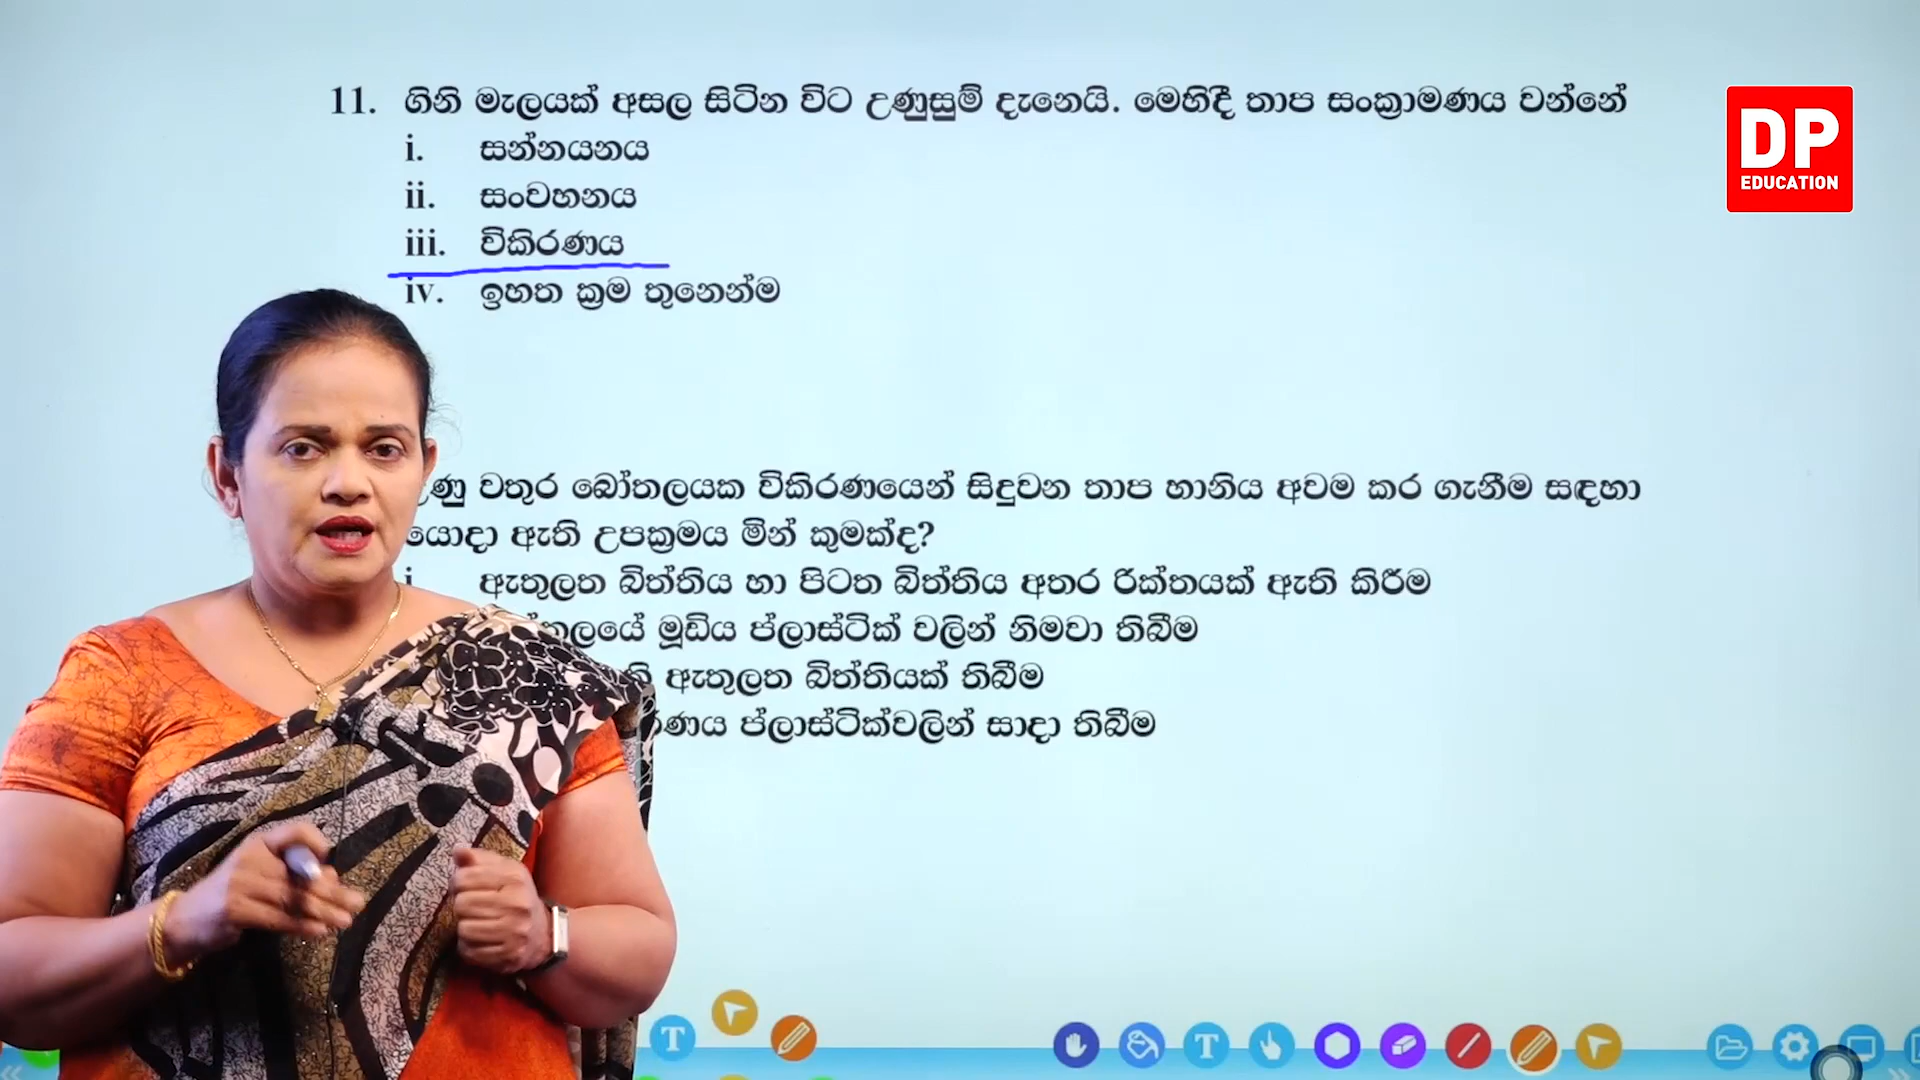 11. ගිනි මැලයක් අසල සිටින විට උණුසුම් දැනෙයි. මෙහිදී තාප සංක්‍රාමණය වන්නේ
i. සන්නයනය
ii. සංවහනය
iii. විකිරණය
iv. ඉහත ක්‍රම තුනෙන්ම
DP
EDUCATION
වතුර බෝතලයක විකිරණයෙන් සිදුවන තාප හානිය අවම කර ගැනීම සඳහා
යොදා ඇති උපක්‍රමය මින් කුමක්ද?
i ඇතුලත බිත්තිය හා පිටත බිත්තිය අතර රික්තයක් ඇති කිරීම
මූඩිය ප්ලාස්ටික් වලින් නිමවා තිබීම
ඇතුලත බිත්තියක් තිබීම
ප්ලාස්ටික්වලින් සාදා තිබීම